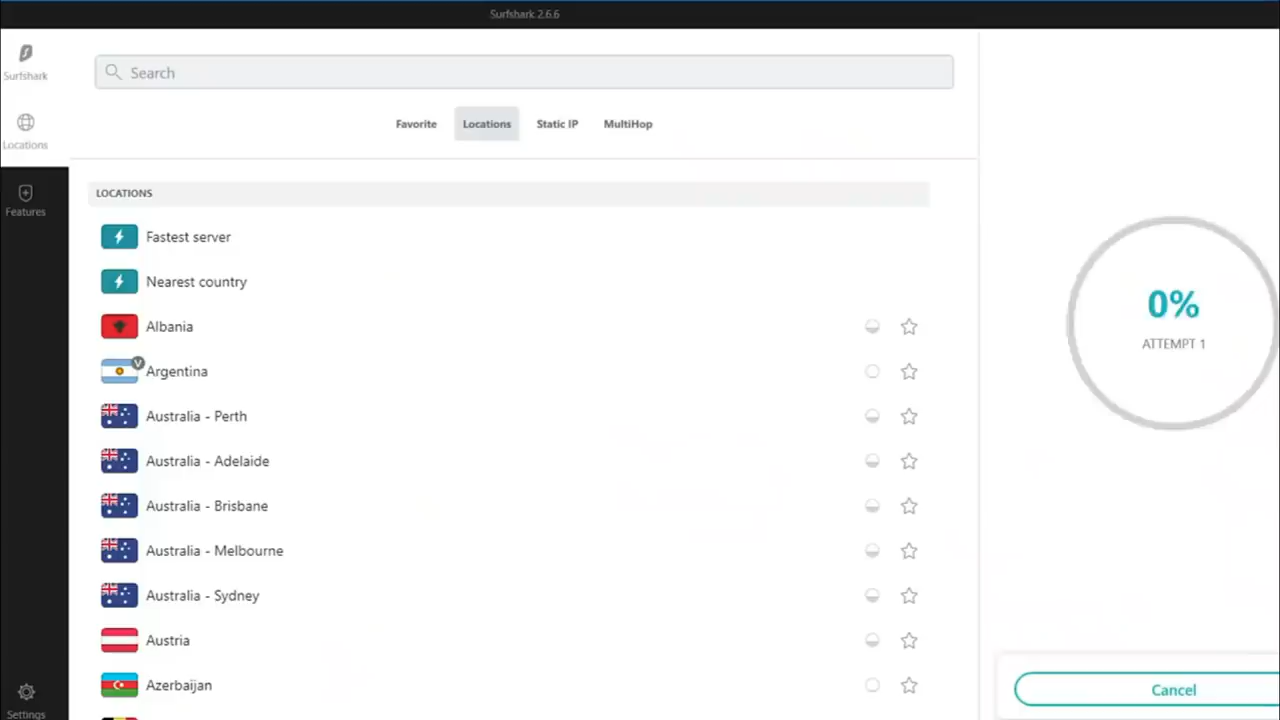 Surfshark 2.6.6
Surfshark
Locations
Features
Settings
Search
Favorite Locations Static IP MultiHop
LOCATIONS
Fastest server
Nearest country
Albania
V
Argentina
Australia - Perth
Australia - Adelaide
Australia - Brisbane
Australia - Melbourne
Australia - Sydney
Austria
Azerbaijan
0%
ATTEMPT 1
Cancel